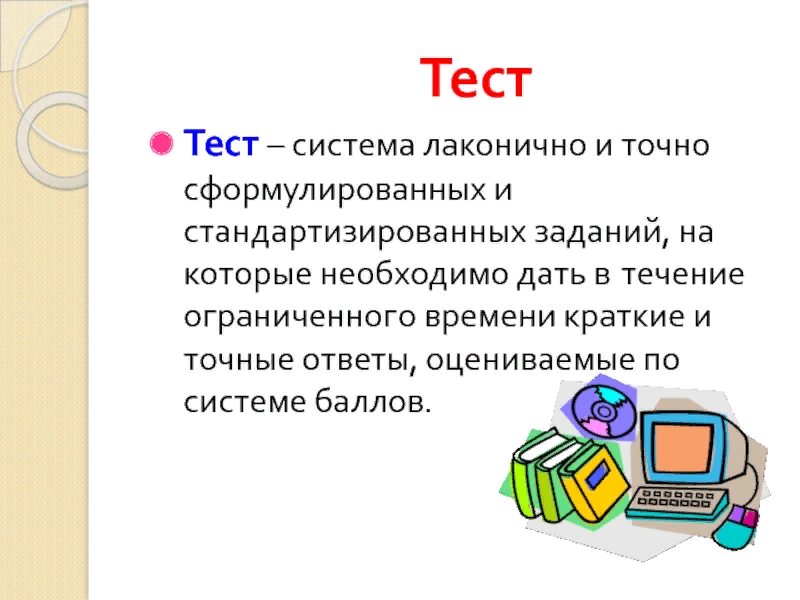 Тест
Тест – система лаконично и точно
сформулированных и
стандартизированных заданий, на
которые необходимо дать в течение
ограниченного времени краткие и
точные ответы, оцениваемые по
системе баллов.